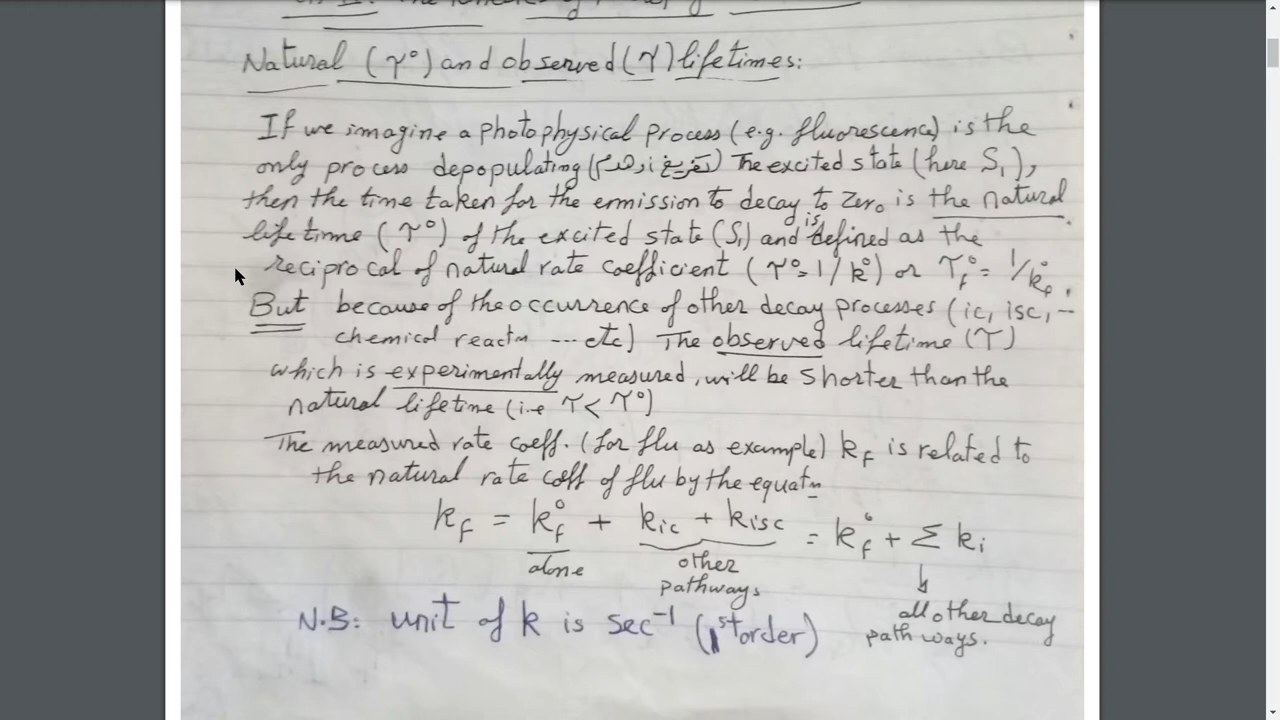 Natural (τ°) and observed (τ) lifetimes:
If we imagine a photophysical process (e.g. fluorescence) is the
only process depopulating (تفريغ ازدحام) The excited state (here S₁),
then the time taken for the emmission to decay to zero is the natural
life time (τ°) of the excited state (S₁) and is defined as the
reciprocal of natural rate coefficient (τ°=1/k°) or τ°f = 1/k°f.
But because of the occurrence of other decay processes (ic, isc, --
chemical reactn --- etc) The observed lifetime (τ)
which is experimentally measured, will be shorter than the
natural lifetime (i.e τ < τ°)
The measured rate coeff. (for flu as example) kF is related to
the natural rate coff of flu by the equatn
kF = k°f + kic + kisc = k°f + Σ ki
alone
other
pathways
all other decay
path ways.
N.B: unit of k is sec⁻¹ (1st order)